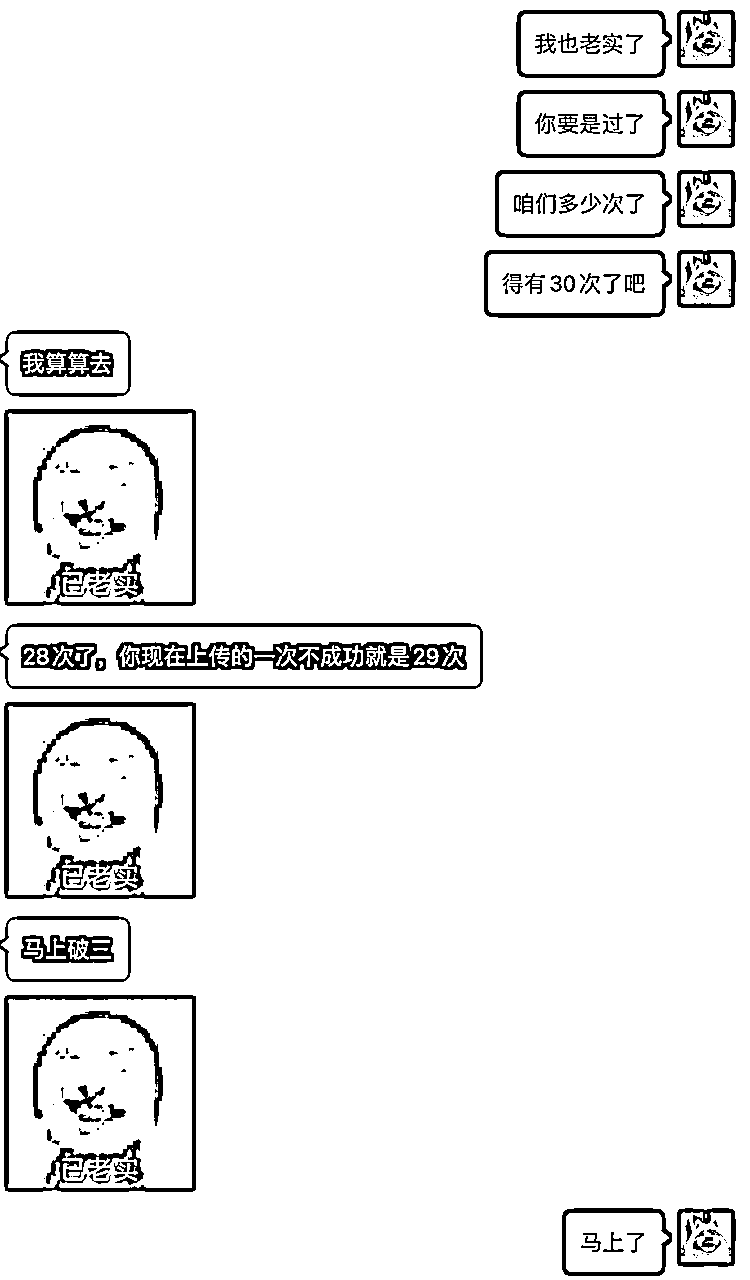 我也老实了
你要是过了
咱们多少次了
得有30次了吧
我算算去
已老实
28次了，你现在上传的一次不成功就是29次
已老实
马上破三
已老实
马上了